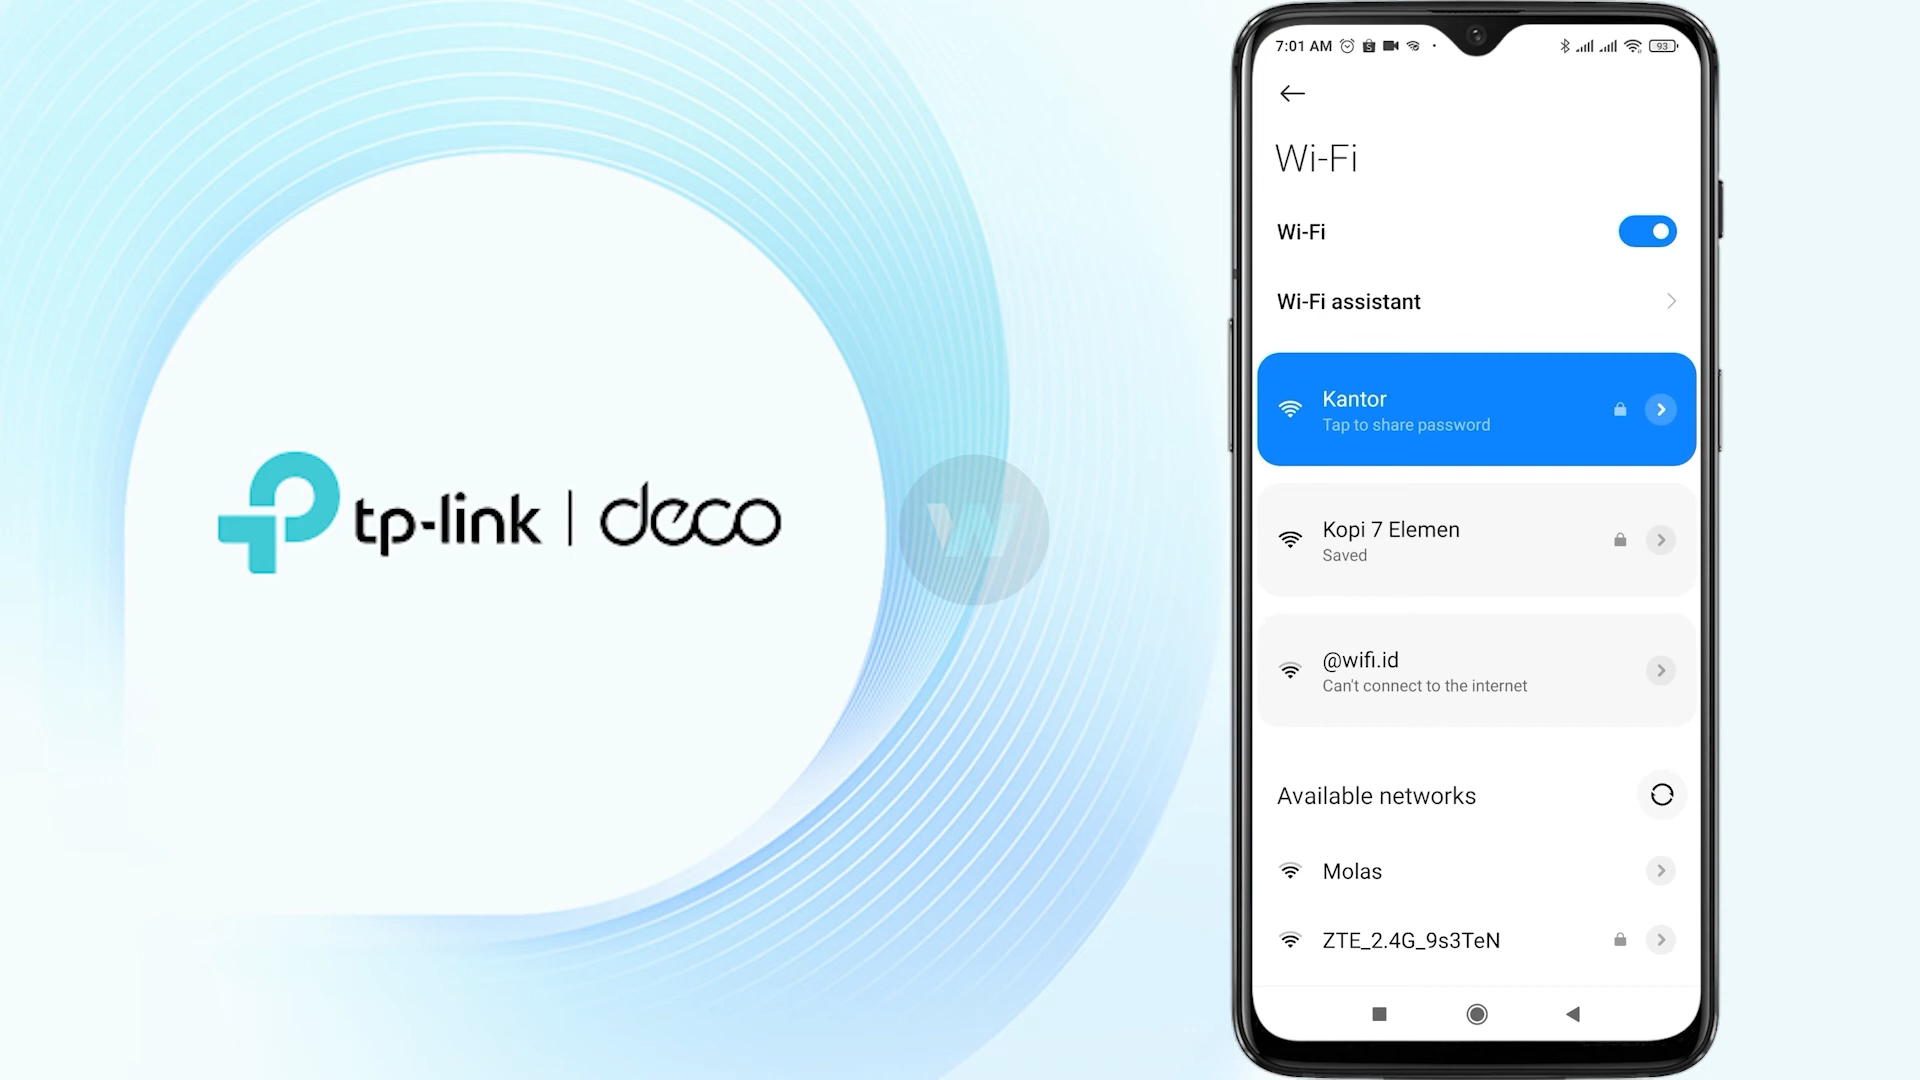 tp-link | deco
W
7:01 AM
93
Wi-Fi
Wi-Fi
Wi-Fi assistant
Kantor
Tap to share password
Kopi 7 Elemen
Saved
@wifi.id
Can't connect to the internet
Available networks
Molas
ZTE_2.4G_9s3TeN